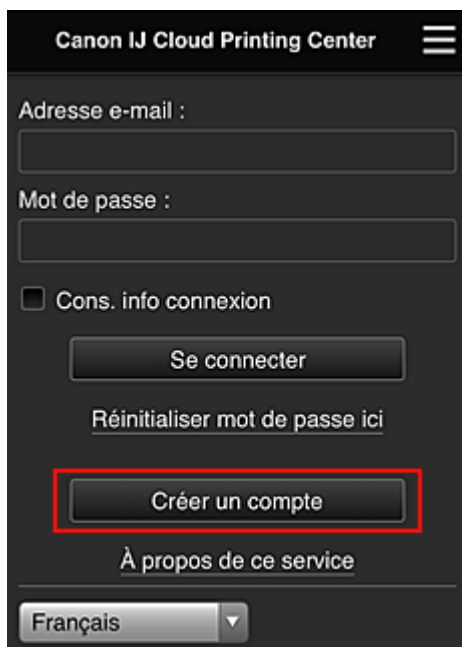 Canon IJ Cloud Printing Center
Adresse e-mail :
Mot de passe :
Cons. info connexion
Se connecter
Réinitialiser mot de passe ici
Créer un compte
À propos de ce service
Français